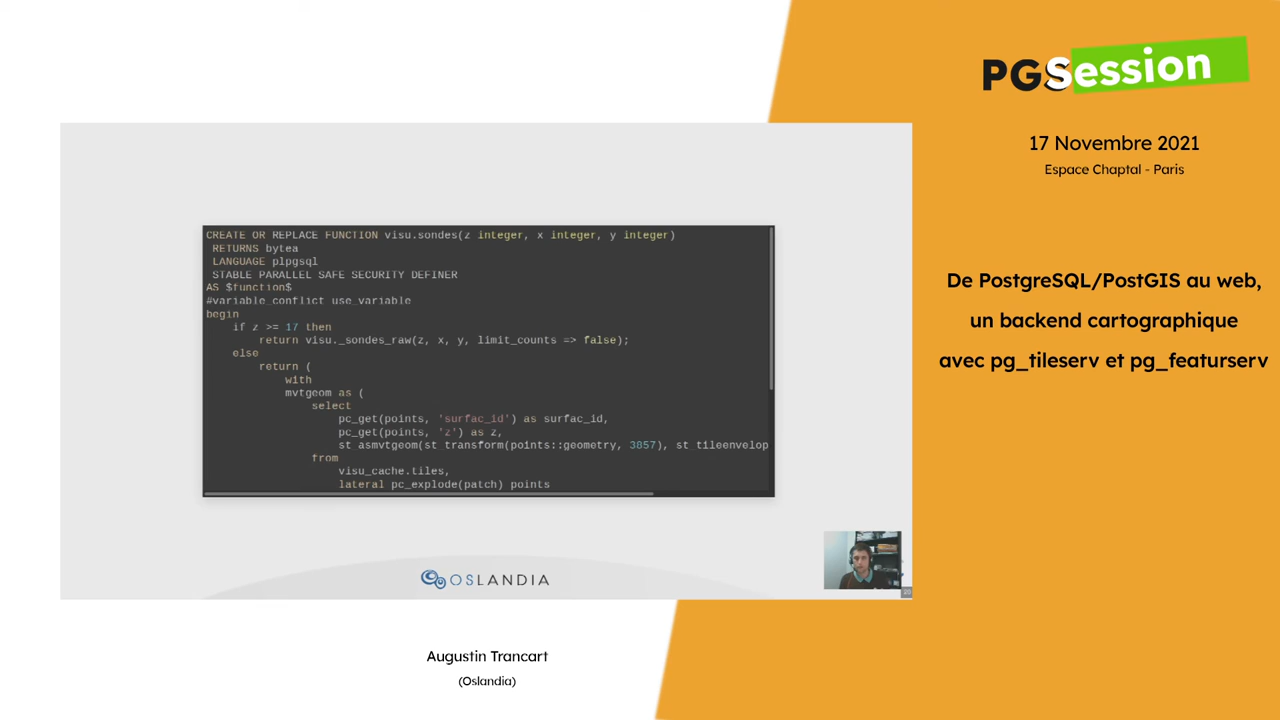 PGSession
17 Novembre 2021
Espace Chaptal - Paris
De PostgreSQL/PostGIS au web,
un backend cartographique
avec pg_tileserv et pg_featurserv
CREATE OR REPLACE FUNCTION visu.sondes(z integer, x integer, y integer)
RETURNS bytea
LANGUAGE plpgsql
STABLE PARALLEL SAFE SECURITY DEFINER
AS $function$
#variable_conflict use_variable
begin
if z >= 17 then
return visu._sondes_raw(z, x, y, limit_counts => false);
else
return (
with
mvtgeom as (
select
pc_get(points, 'surfac_id') as surfac_id,
pc_get(points, 'z') as z,
st_asmvtgeom(st_transform(points::geometry, 3857), st_tileenvelop
from
visu_cache.tiles,
lateral pc_explode(patch) points
OSLANDIA
20
Augustin Trancart
(Oslandia)